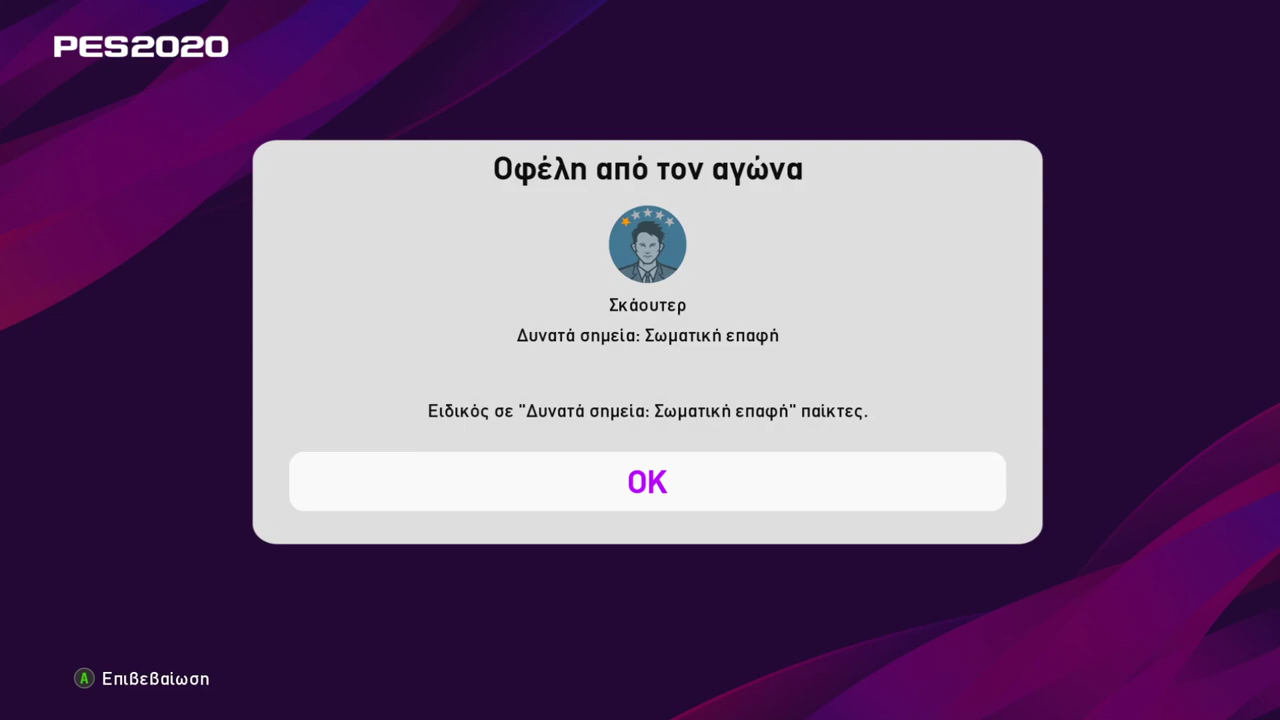 PES2020
Οφέλη από τον αγώνα
Σκάουτερ
Δυνατά σημεία: Σωματική επαφή
Ειδικός σε "Δυνατά σημεία: Σωματική επαφή" παίκτες.
OK
A Επιβεβαίωση